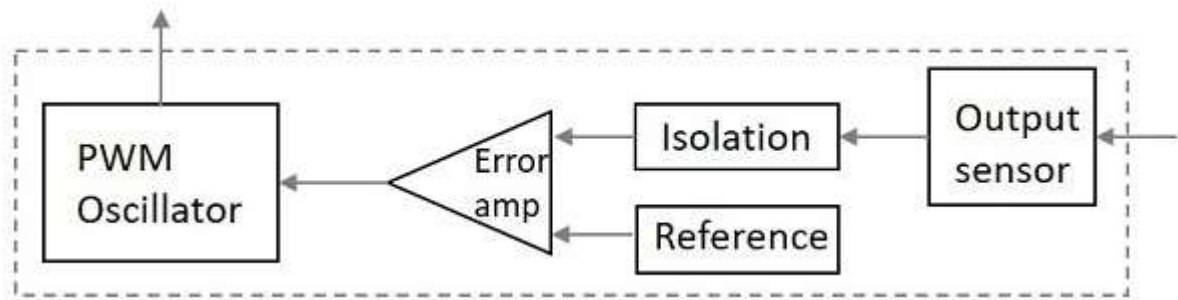 PWM
Oscillator
Error
amp
Isolation
Reference
Output
sensor